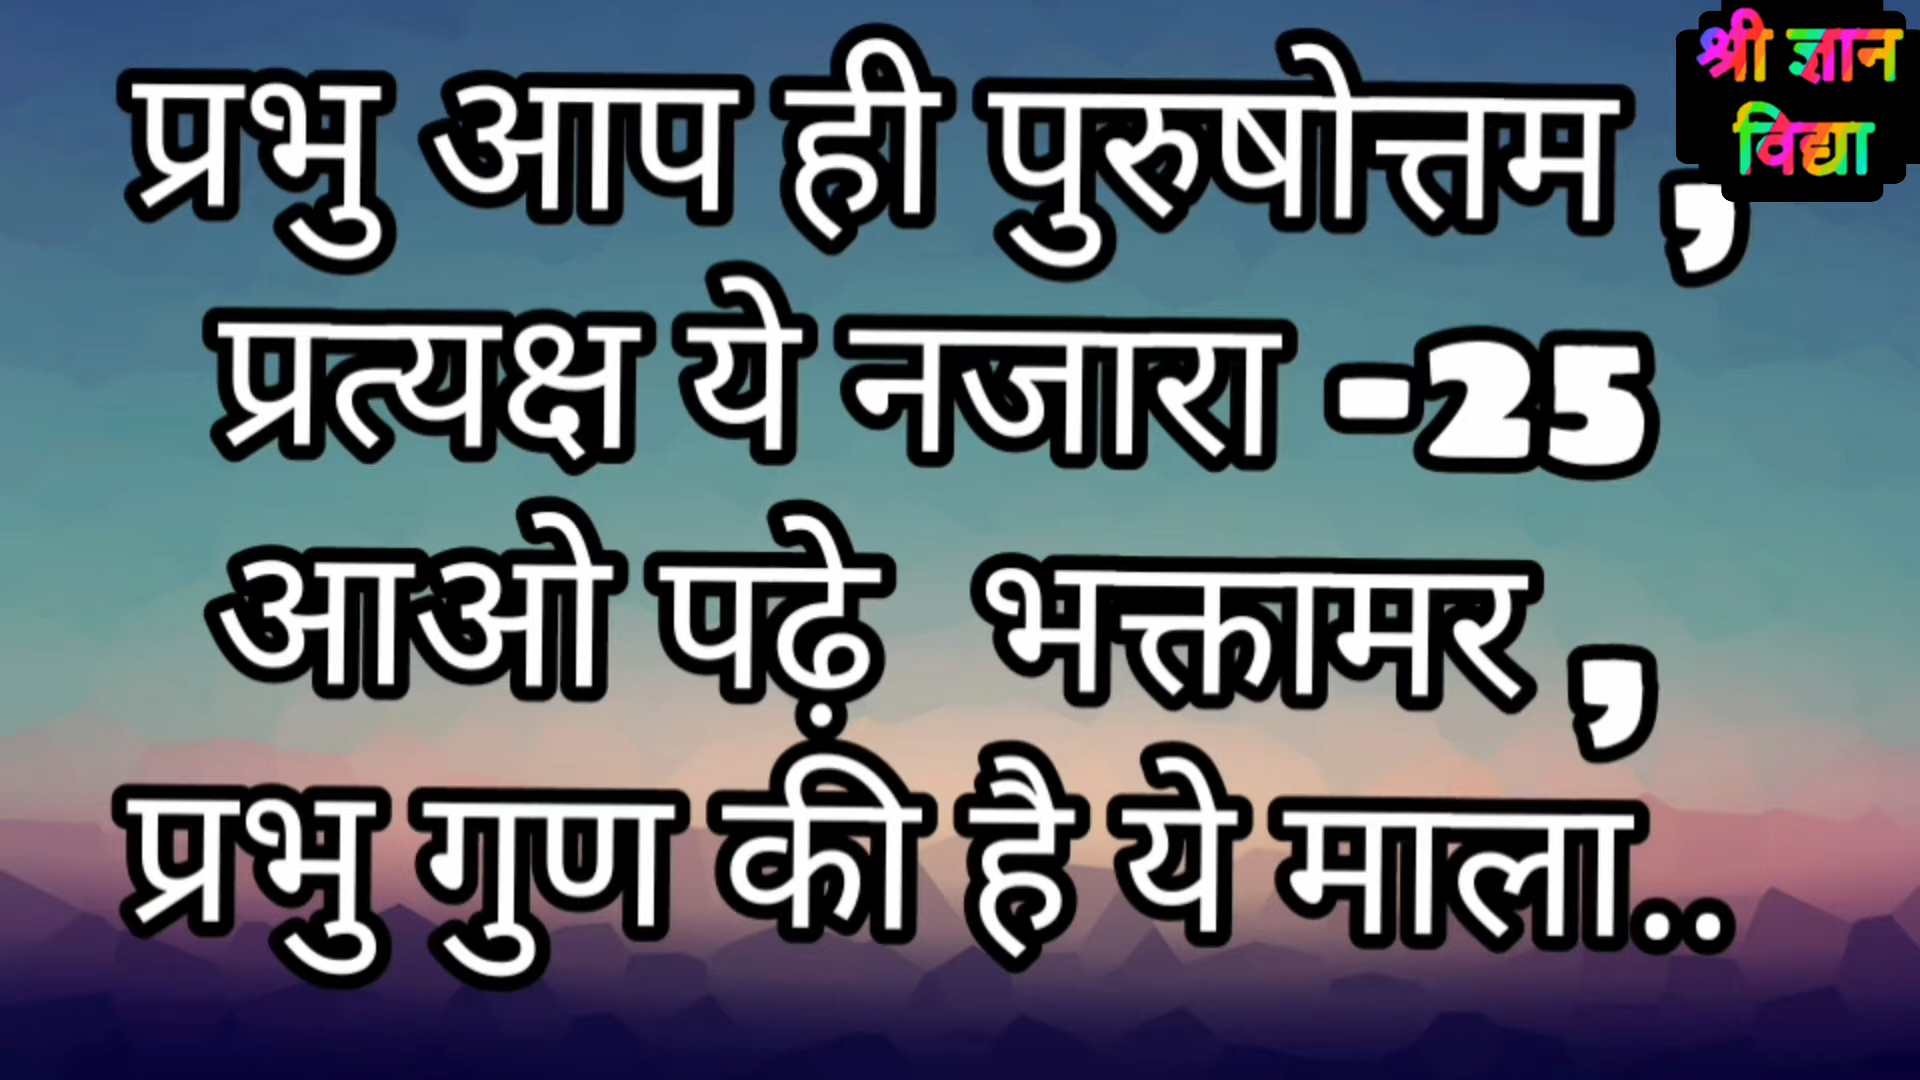 प्रभु आप ही पुरुषोत्तम ,
प्रत्यक्ष ये नजारा -25
आओ पढ़े भक्तामर ,
प्रभु गुण की है ये माला..
श्री ज्ञान
विद्या